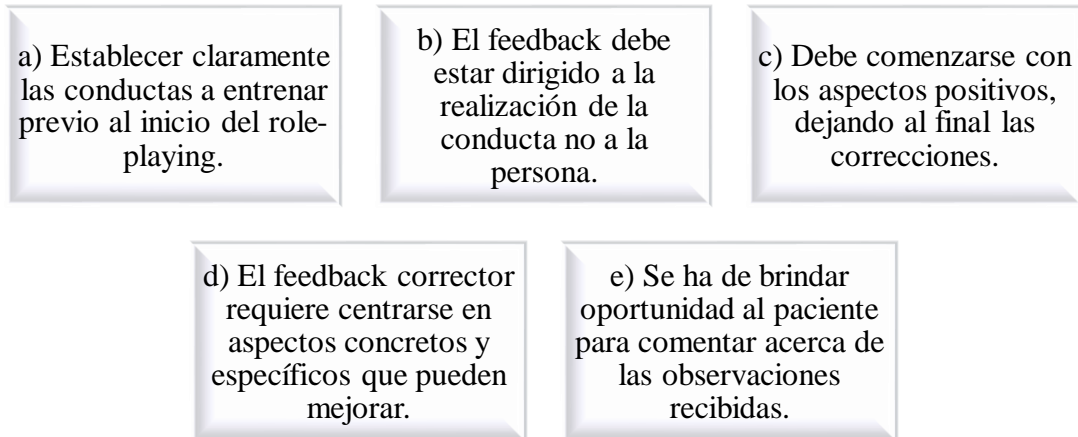 a) Establecer claramente
las conductas a entrenar
previo al inicio del role-
playing.
b) El feedback debe
estar dirigido a la
realización de la
conducta no a la
persona.
c) Debe comenzarse con
los aspectos positivos,
dejando al final las
correcciones.
d) El feedback corrector
requiere centrarse en
aspectos concretos y
específicos que pueden
mejorar.
e) Se ha de brindar
oportunidad al paciente
para comentar acerca de
las observaciones
recibidas.